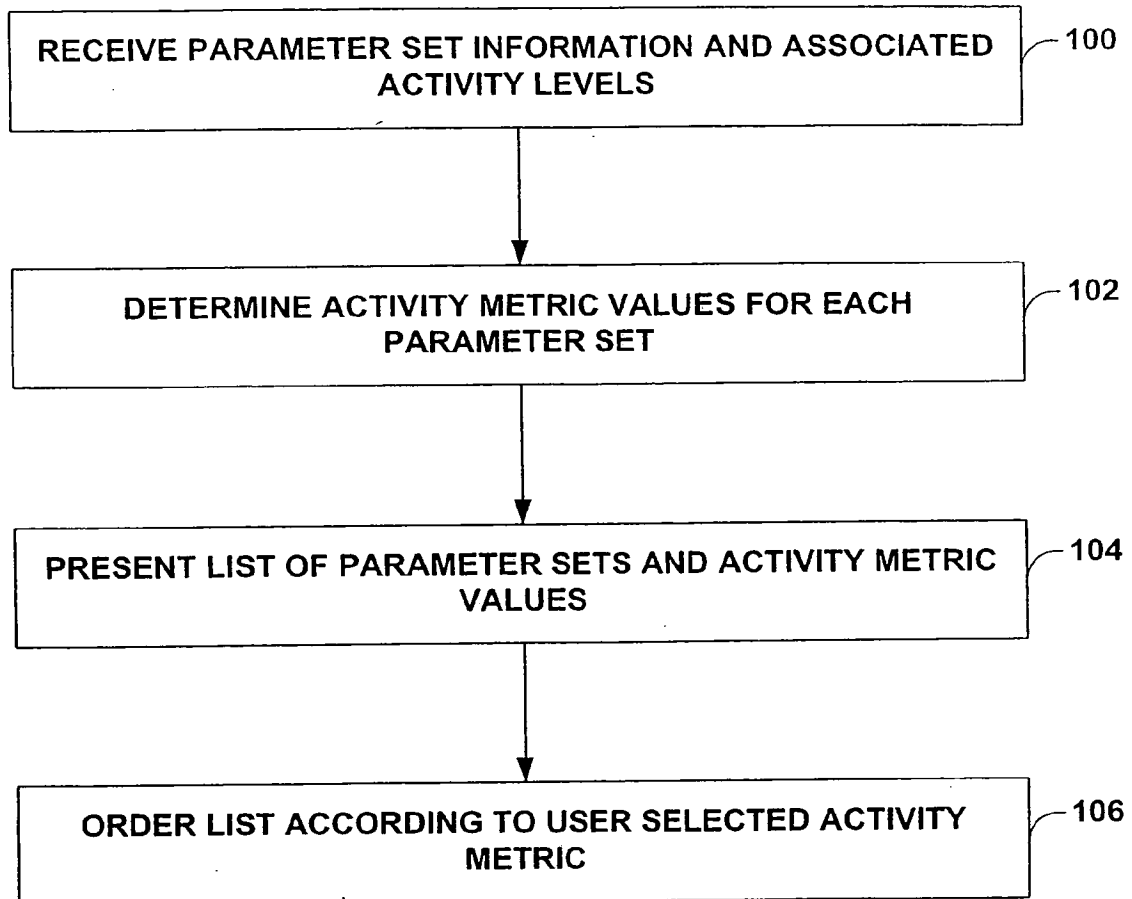 RECEIVE PARAMETER SET INFORMATION AND ASSOCIATED
ACTIVITY LEVELS
100
DETERMINE ACTIVITY METRIC VALUES FOR EACH
PARAMETER SET
102
PRESENT LIST OF PARAMETER SETS AND ACTIVITY METRIC
VALUES
104
ORDER LIST ACCORDING TO USER SELECTED ACTIVITY
METRIC
106